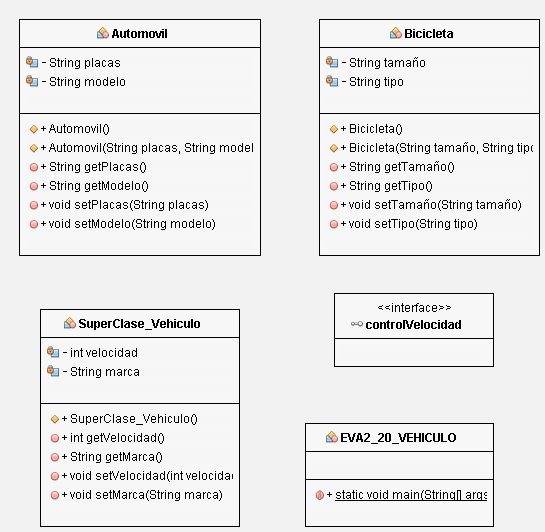 Automovil
- String placas
- String modelo
+ Automovil()
+ Automovil(String placas, String model
+ String getPlacas()
+ String getModelo()
+ void setPlacas(String placas)
+ void setModelo(String modelo)
Bicicleta
- String tamaño
- String tipo
+ Bicicleta()
+ Bicicleta(String tamaño, String tipo
+ String getTamaño()
+ String getTipo()
+ void setTamaño(String tamaño)
+ void setTipo(String tipo)
SuperClase_Vehiculo
- int velocidad
- String marca
+ SuperClase_Vehiculo()
+ int getVelocidad()
+ String getMarca()
+ void setVelocidad(int velocidad
+ void setMarca(String marca)
<<interface>>
controlVelocidad
EVA2_20_VEHICULO
+ static void main(String[] args